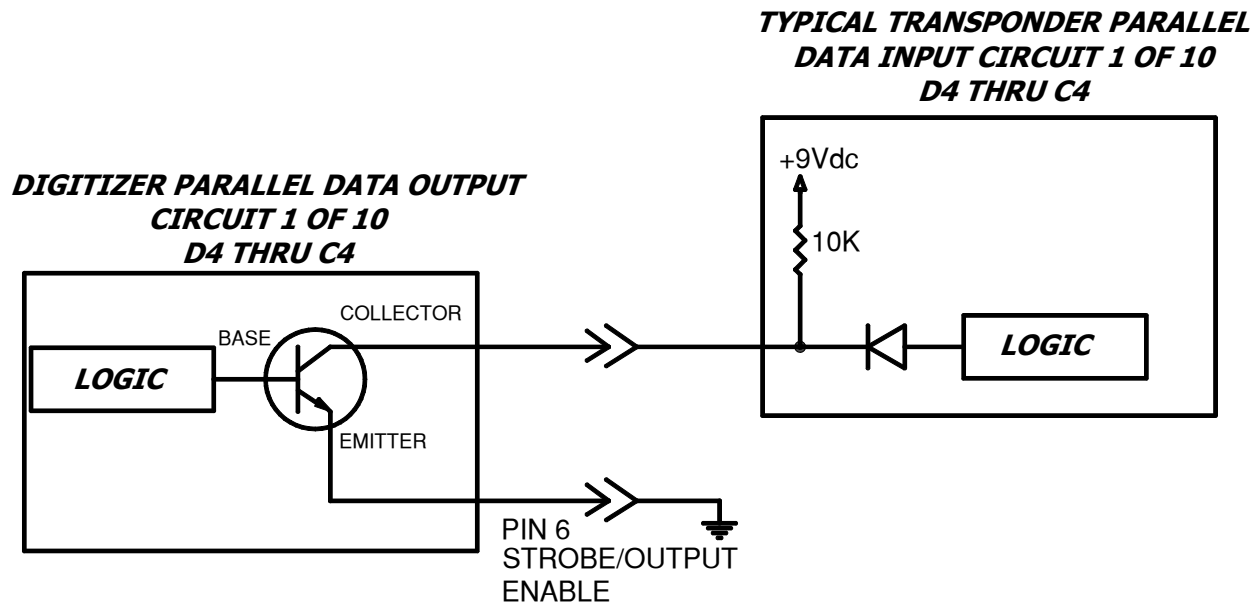 TYPICAL TRANSPONDER PARALLEL
DATA INPUT CIRCUIT 1 OF 10
D4 THRU C4
+9Vdc
10K
LOGIC
DIGITIZER PARALLEL DATA OUTPUT
CIRCUIT 1 OF 10
D4 THRU C4
COLLECTOR
BASE
LOGIC
EMITTER
PIN 6
STROBE/OUTPUT
ENABLE